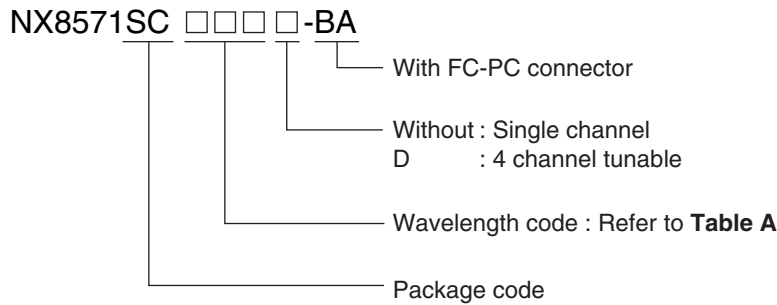 NX8571SC □□□ □-BA
With FC-PC connector
Without : Single channel
D : 4 channel tunable
Wavelength code : Refer to Table A
Package code